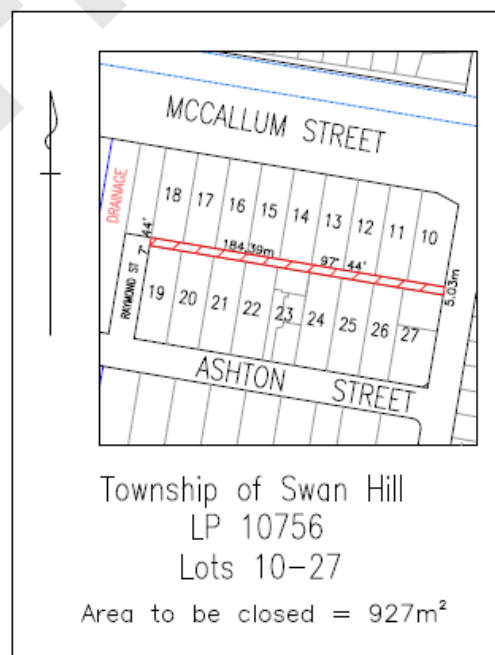 MCCALLUM STREET
DRAINAGE
18 17 16 15 14 13 12 11 10
7° 44'
184.39m
97° 44'
5.03m
RAYMOND ST
19 20 21 22 23 24 25 26 27
ASHTON STREET
Township of Swan Hill
LP 10756
Lots 10-27
Area to be closed = 927m²